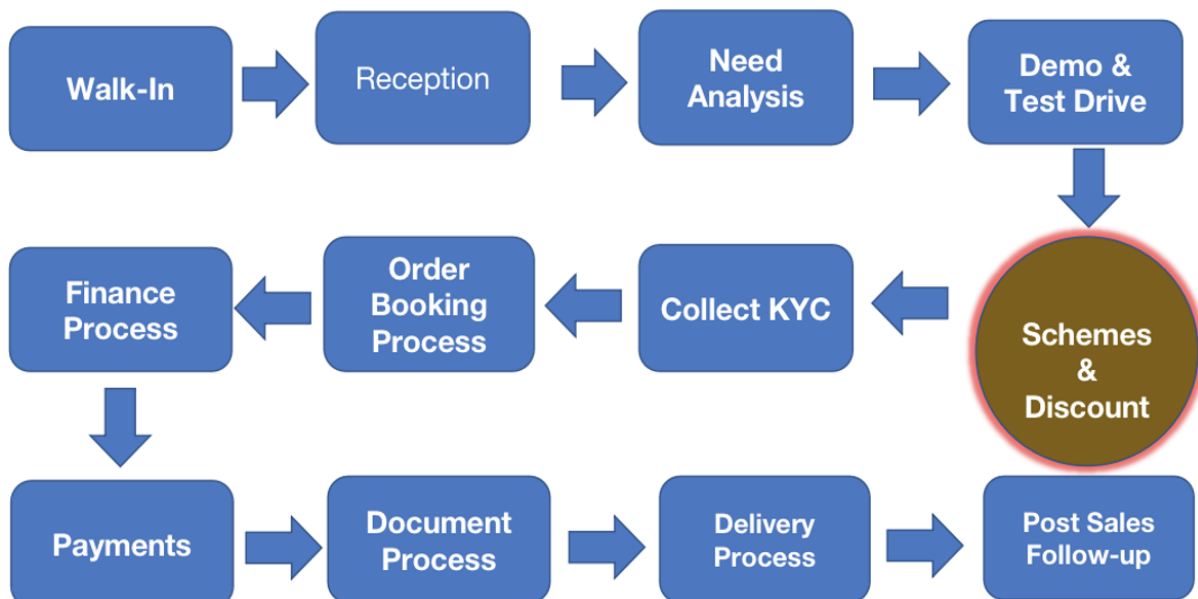 Walk-In
Reception
Need
Analysis
Demo &
Test Drive
Schemes
&
Discount
Collect KYC
Order
Booking
Process
Finance
Process
Payments
Document
Process
Delivery
Process
Post Sales
Follow-up